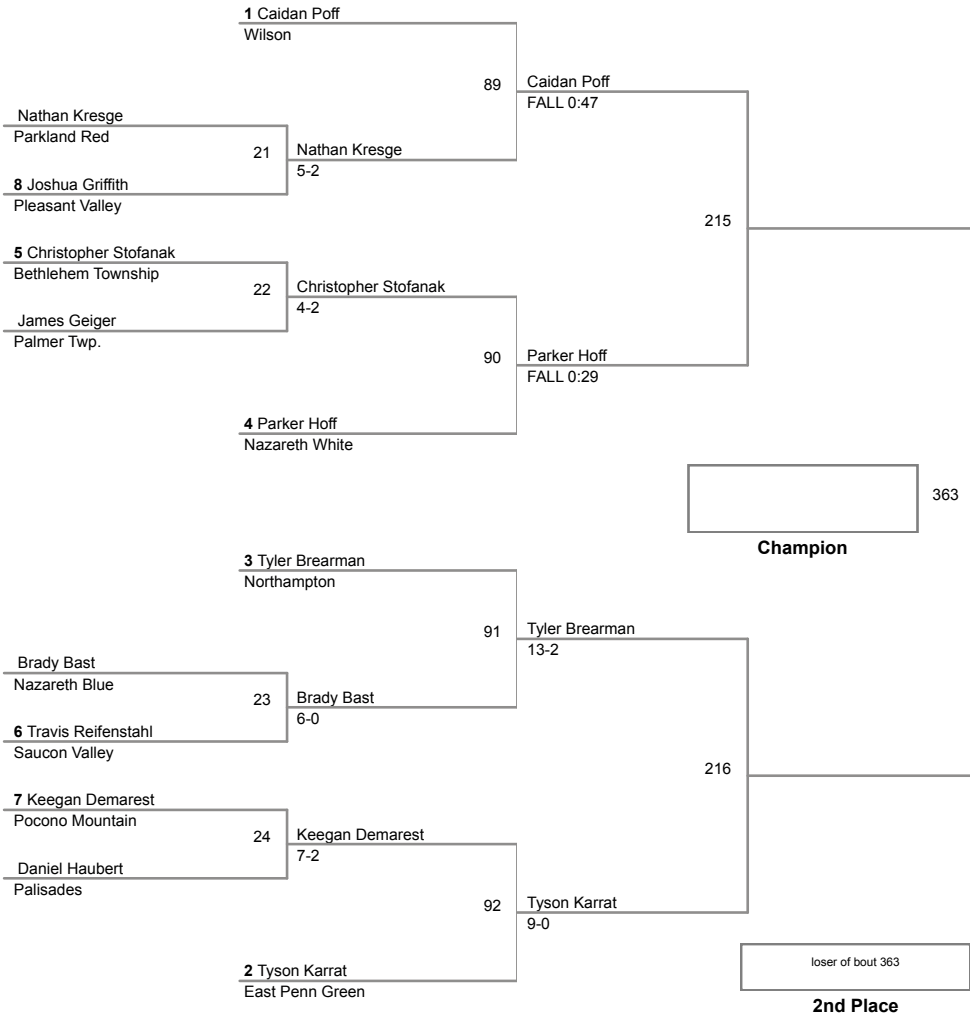 1 Caidan Poff
Wilson
89
Caidan Poff
FALL 0:47
Nathan Kresge
Parkland Red
21
Nathan Kresge
5-2
8 Joshua Griffith
Pleasant Valley
215
5 Christopher Stofanak
Bethlehem Township
22
Christopher Stofanak
4-2
James Geiger
Palmer Twp.
90
Parker Hoff
FALL 0:29
4 Parker Hoff
Nazareth White
363
Champion
3 Tyler Brearman
Northampton
91
Tyler Brearman
13-2
Brady Bast
Nazareth Blue
23
Brady Bast
6-0
6 Travis Reifenstahl
Saucon Valley
216
7 Keegan Demarest
Pocono Mountain
24
Keegan Demarest
7-2
Daniel Haubert
Palisades
92
Tyson Karrat
9-0
2 Tyson Karrat
East Penn Green
loser of bout 363
2nd Place